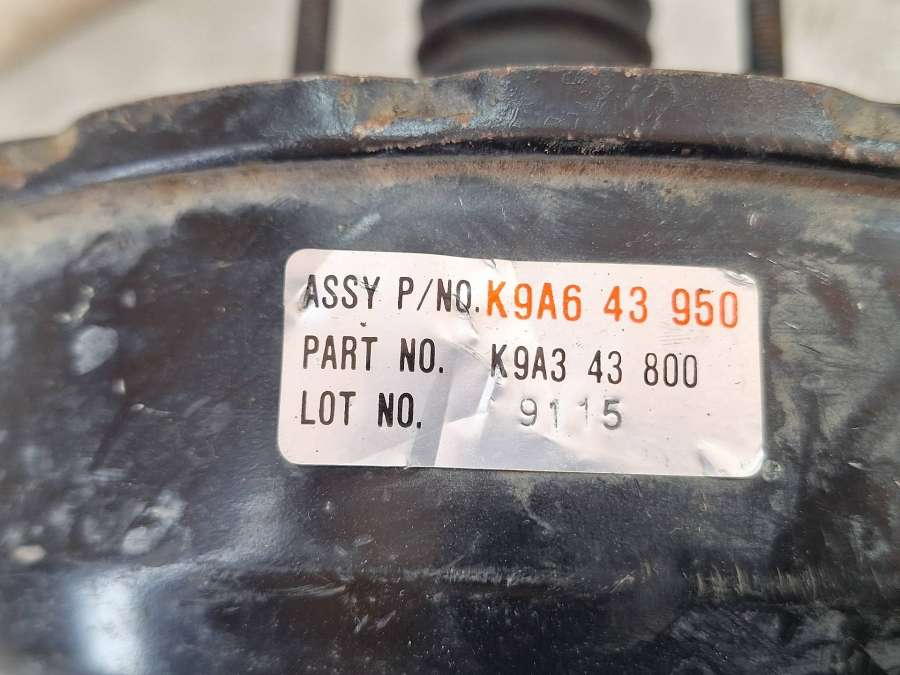 ASSY P/NO. K9A6 43 950
PART NO. K9A3 43 800
LOT NO. 9115